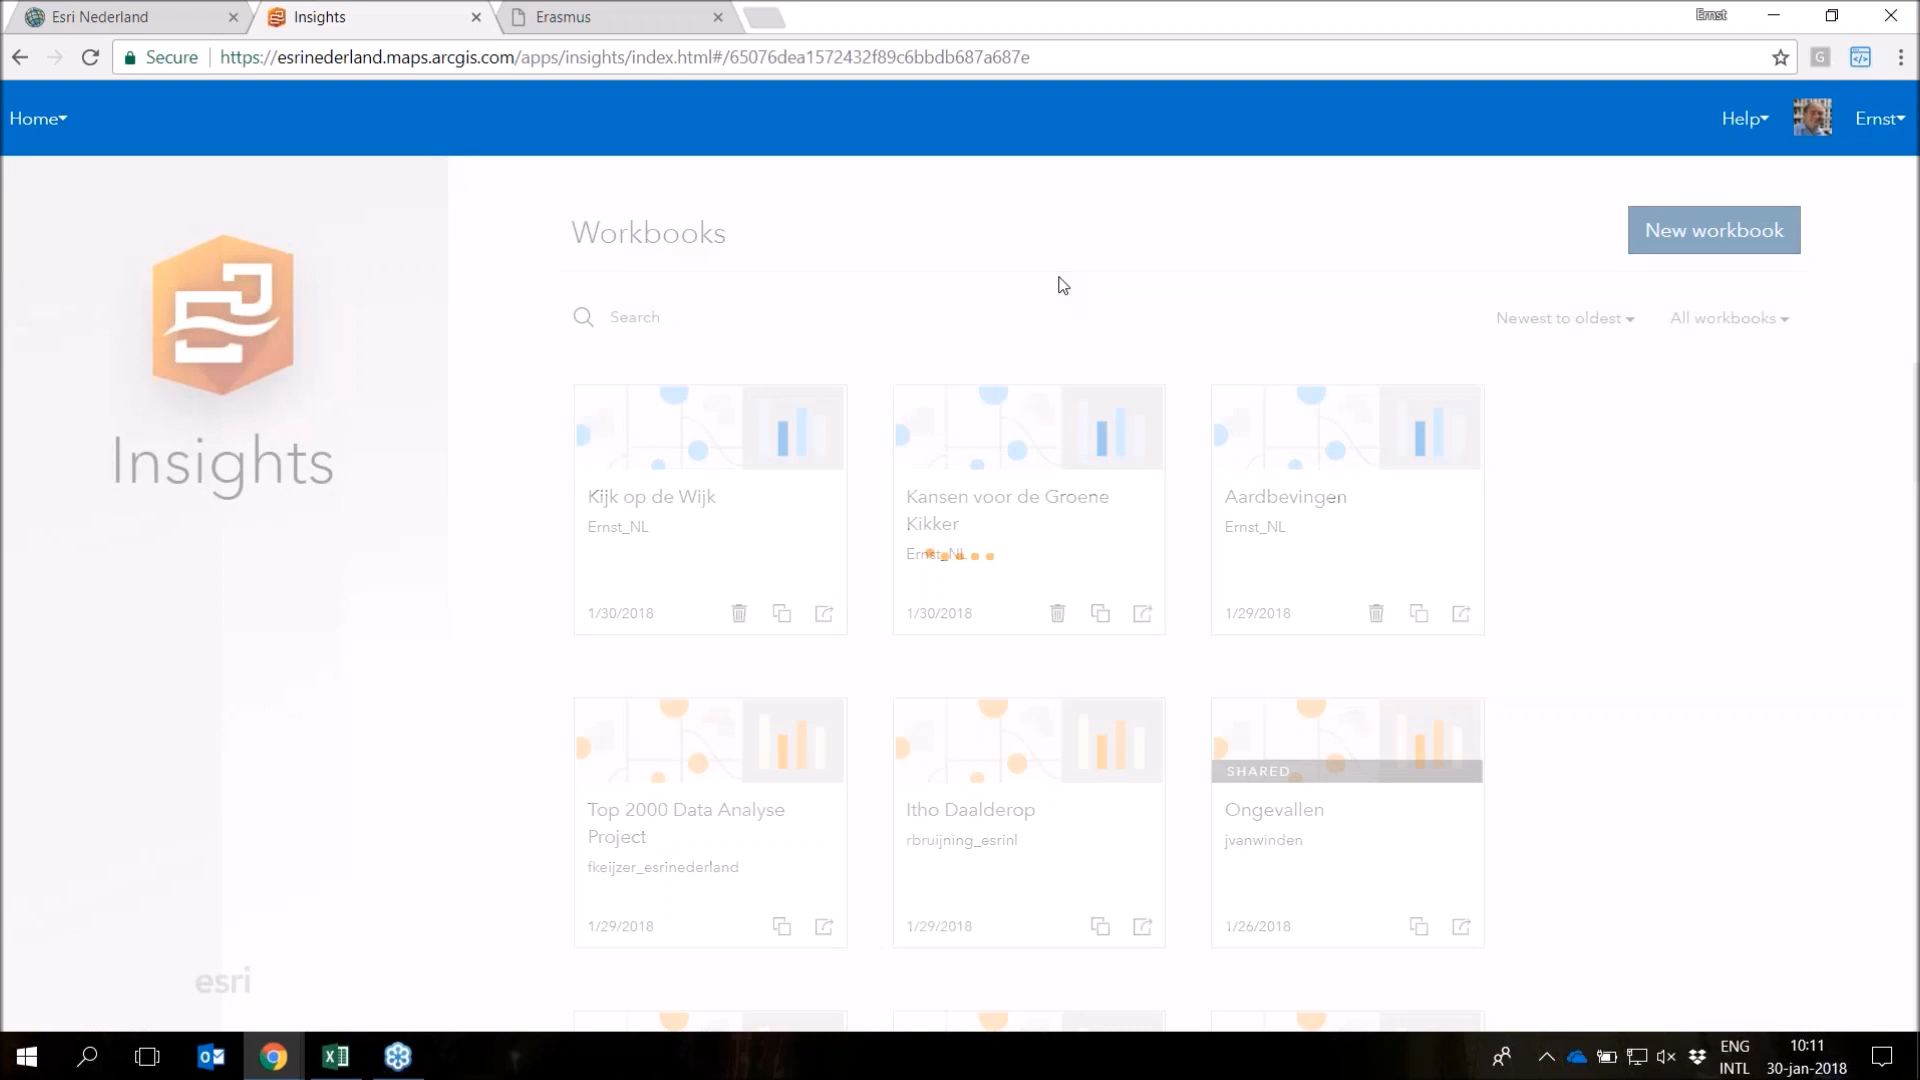 Esri Nederland
Insights
Erasmus
Ernst
Secure
https://esrinederland.maps.arcgis.com/apps/insights/index.html#/65076dea1572432f89c6bbdb687a687e
Home
Help
Ernst
Insights
esri
Workbooks
New workbook
Search
Newest to oldest
All workbooks
Kijk op de Wijk
Ernst_NL
1/30/2018
Kansen voor de Groene
Kikker
Ernst_NL
1/30/2018
Aardbevingen
Ernst_NL
1/29/2018
Top 2000 Data Analyse
Project
fkeijzer_esrinederland
1/29/2018
Itho Daalderop
rbruijning_esrinl
1/29/2018
SHARED
Ongevallen
jvanwinden
1/26/2018
ENG
INTL
10:11
30-jan-2018